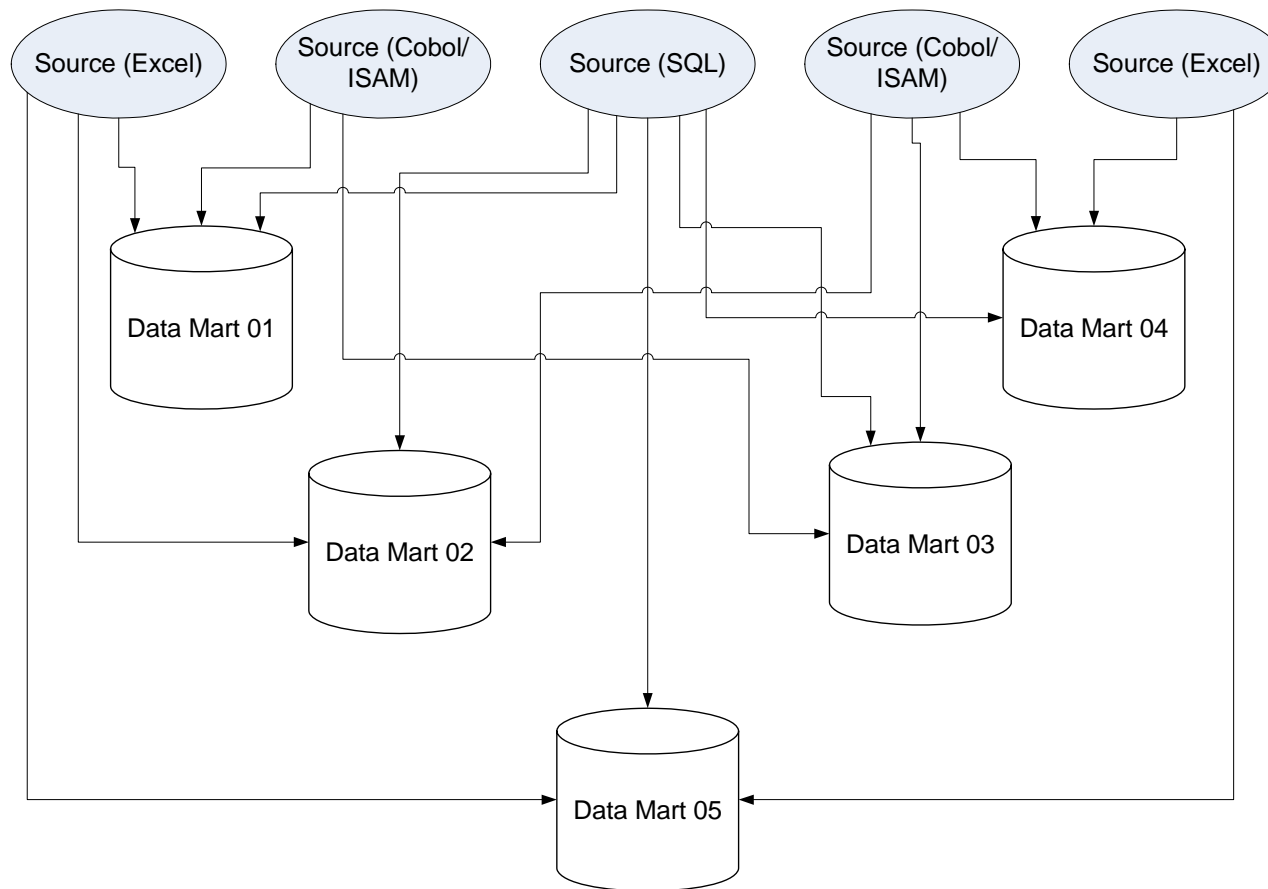 Source (Excel)
Source (Cobol/
ISAM)
Source (SQL)
Source (Cobol/
ISAM)
Source (Excel)
Data Mart 01
Data Mart 04
Data Mart 02
Data Mart 03
Data Mart 05